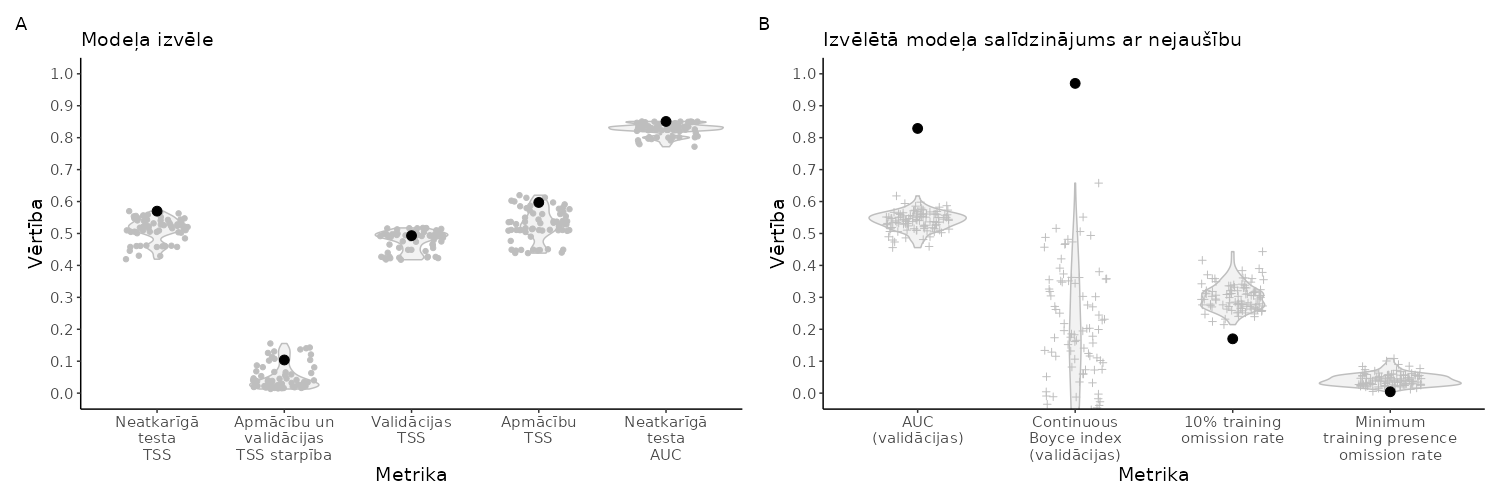 A
Modeļa izvēle
Vērtība
1.0
0.9
0.8
0.7
0.6
0.5
0.4
0.3
0.2
0.1
0.0
Neatkarīgā
testa
TSS
Apmācību un
validācijas
TSS starpība
Validācijas
TSS
Apmācību
TSS
Neatkarīgā
testa
AUC
Metrika
B
Izvēlētā modeļa salīdzinājums ar nejaušību
Vērtība
1.0
0.9
0.8
0.7
0.6
0.5
0.4
0.3
0.2
0.1
0.0
AUC
(validācijas)
Continuous
Boyce index
(validācijas)
10% training
omission rate
Minimum
training presence
omission rate
Metrika